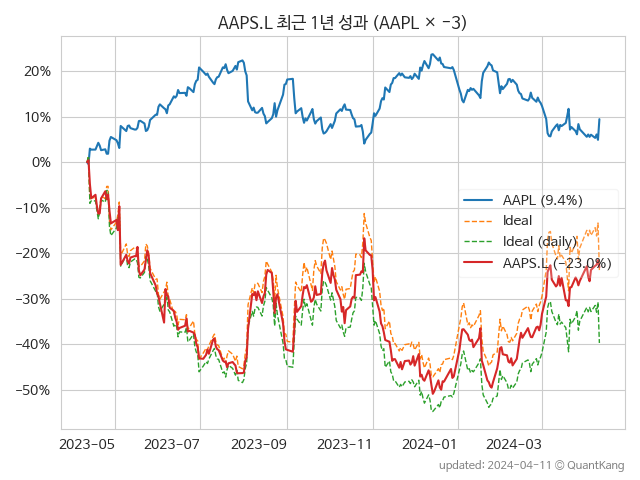 AAPS.L 최근 1년 성과 (AAPL × −3)
20%
10%
0%
−10%
−20%
−30%
−40%
−50%
AAPL (9.4%)
Ideal
Ideal (daily)
AAPS.L (−23.0%)
2023-05
2023-07
2023-09
2023-11
2024-01
2024-03
updated: 2024-04-11 © QuantKang